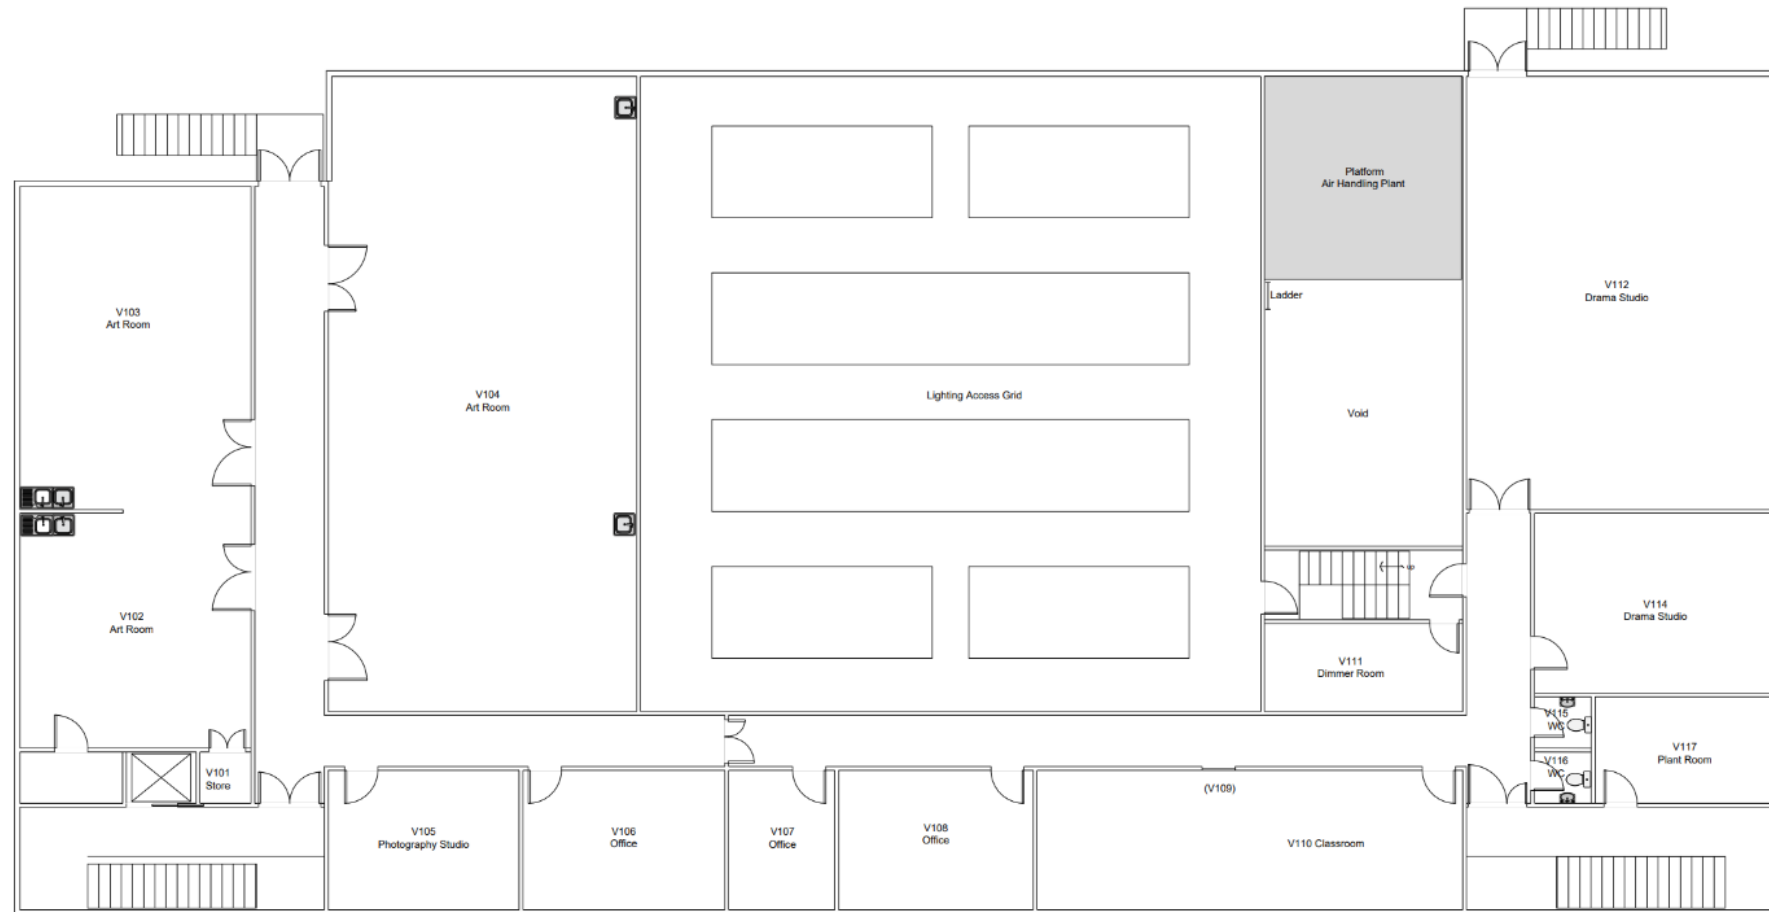 Platform
Air Handling Plant
V112
Drama Studio
Ladder
V103
Art Room
V104
Art Room
Lighting Access Grid
Void
V114
Drama Studio
V102
Art Room
V111
Dimmer Room
V115
WC
V117
Plant Room
V116
WC
V101
Store
(V109)
V105
Photography Studio
V106
Office
V107
Office
V108
Office
V110 Classroom